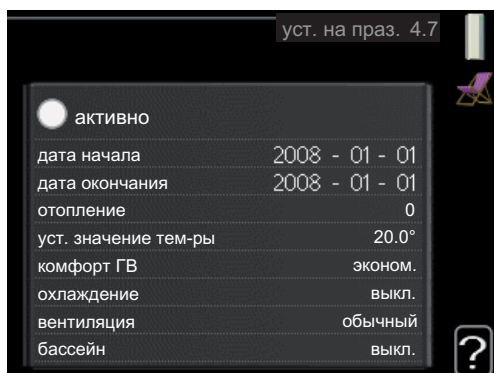 уст. на праз. 4.7
активно
дата начала 2008 - 01 - 01
дата окончания 2008 - 01 - 01
отопление 0
уст. значение тем-ры 20.0°
комфорт ГВ эконом.
охлаждение выкл.
вентиляция обычный
бассейн выкл.
?